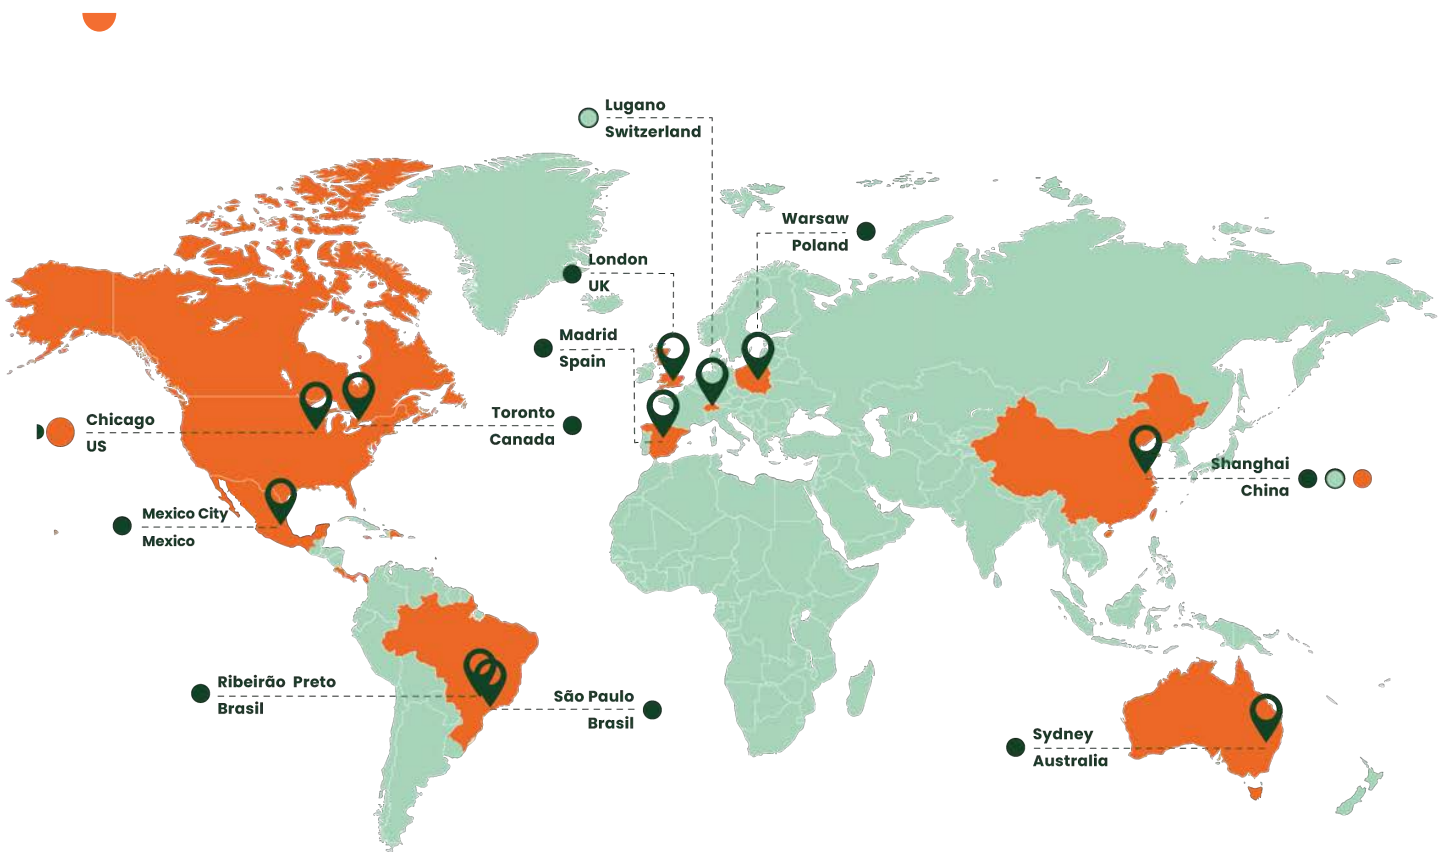 Lugano
Switzerland
Warsaw
Poland
London
UK
Madrid
Spain
Chicago
US
Toronto
Canada
Shanghai
China
Mexico City
Mexico
Ribeirão Preto
Brasil
São Paulo
Brasil
Sydney
Australia